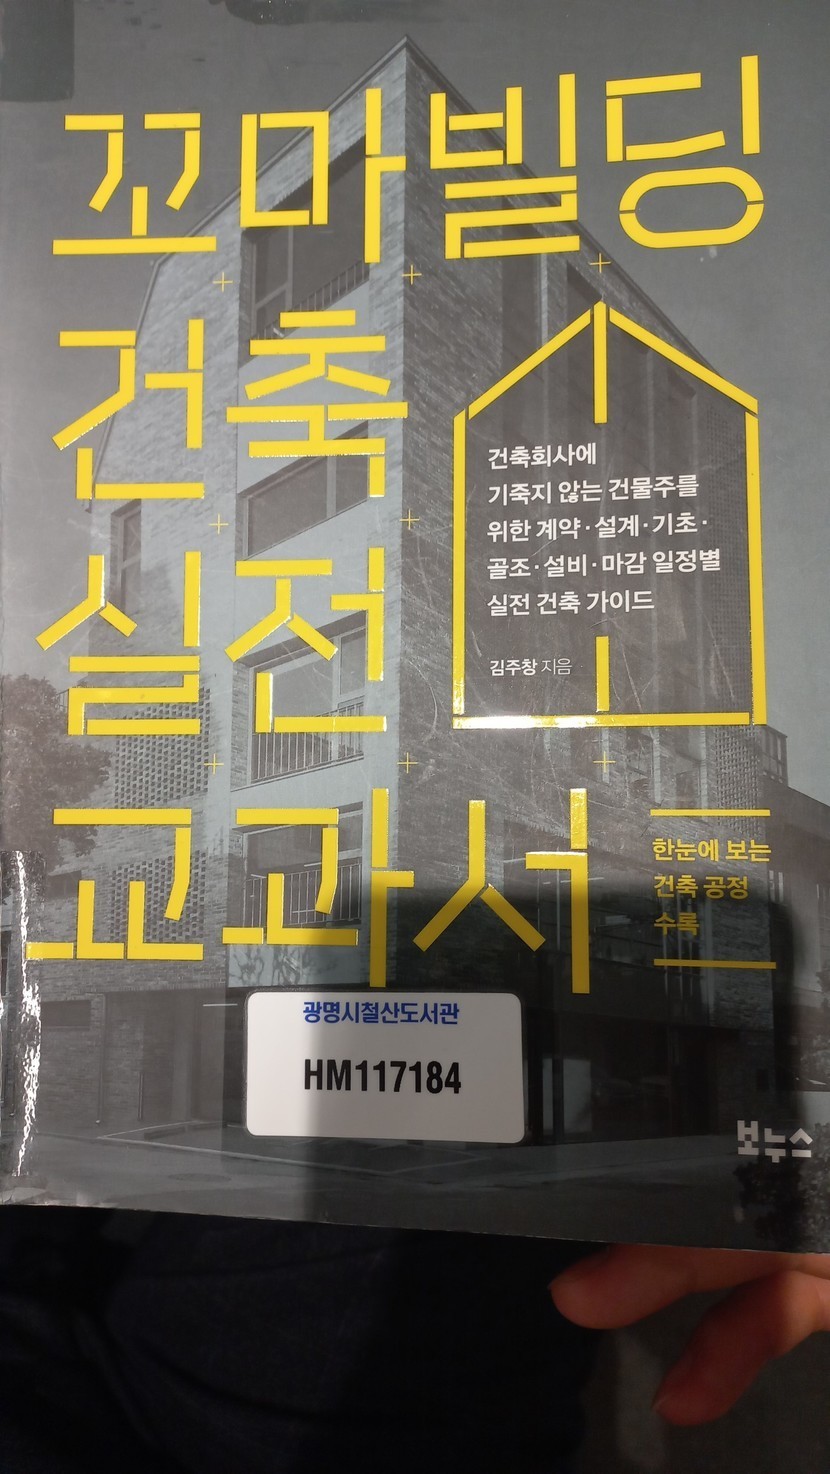 꼬마빌딩
건축
실전
교과서
건축회사에
기죽지 않는 건물주를
위한 계약·설계·기초·
골조·설비·마감 일정별
실전 건축 가이드
김주창 지음
한눈에 보는
건축 공정
수록
광명시철산도서관
HM117184
보누스